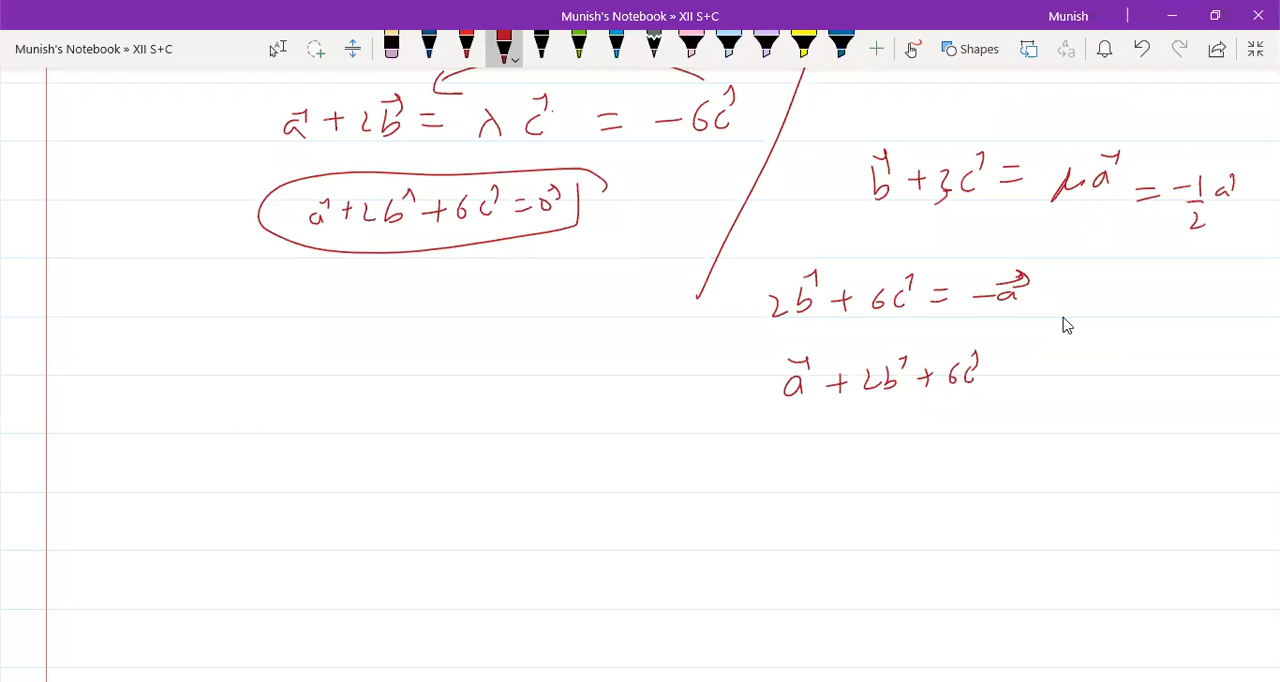 Munish's Notebook » XII S+C
Munish
Munish's Notebook » XII S+C
Shapes
a⃗ + 2b⃗ = λ c⃗ = −6c⃗
a⃗ + 2b⃗ + 6c⃗ = 0⃗
b⃗ + 3c⃗ = μa⃗ = −1/2 a⃗
2b⃗ + 6c⃗ = −a⃗
a⃗ + 2b⃗ + 6c⃗